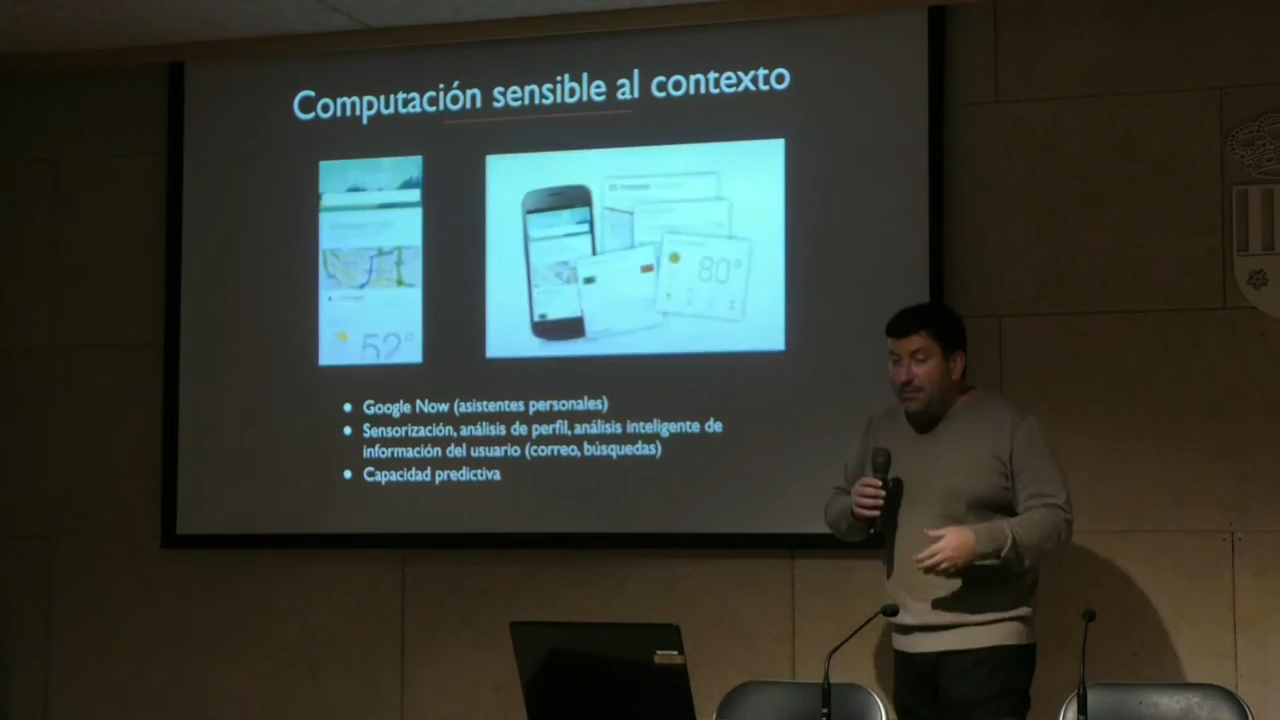 Computación sensible al contexto
52°
80°
Google Now (asistentes personales)
Sensorización, análisis de perfil, análisis inteligente de
información del usuario (correo, búsquedas)
Capacidad predictiva